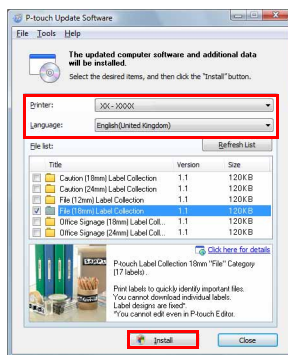 P-touch Update Software
File Tools Help
The updated computer software and additional data
will be installed.
Select the desired items, and then click the "Install" button.
Printer: XX - XXXX
Language: English(United Kingdom)
File list: Refresh List
Title Version Size
Caution (18mm) Label Collection 1.1 120KB
Caution (24mm) Label Collection 1.1 120KB
File (12mm) Label Collection 1.1 120KB
File (18mm) Label Collection 1.1 120KB
Office Signage (18mm) Label Coll... 1.1 120KB
Office Signage (24mm) Label Coll... 1.1 120KB
Click here for details
P-touch Label Collection 18mm "File" Category
(17 labels).
Print labels to quickly identify important files.
You cannot download individual labels.
Label designs are fixed*.
*You cannot edit even in P-touch Editor.
Install Close